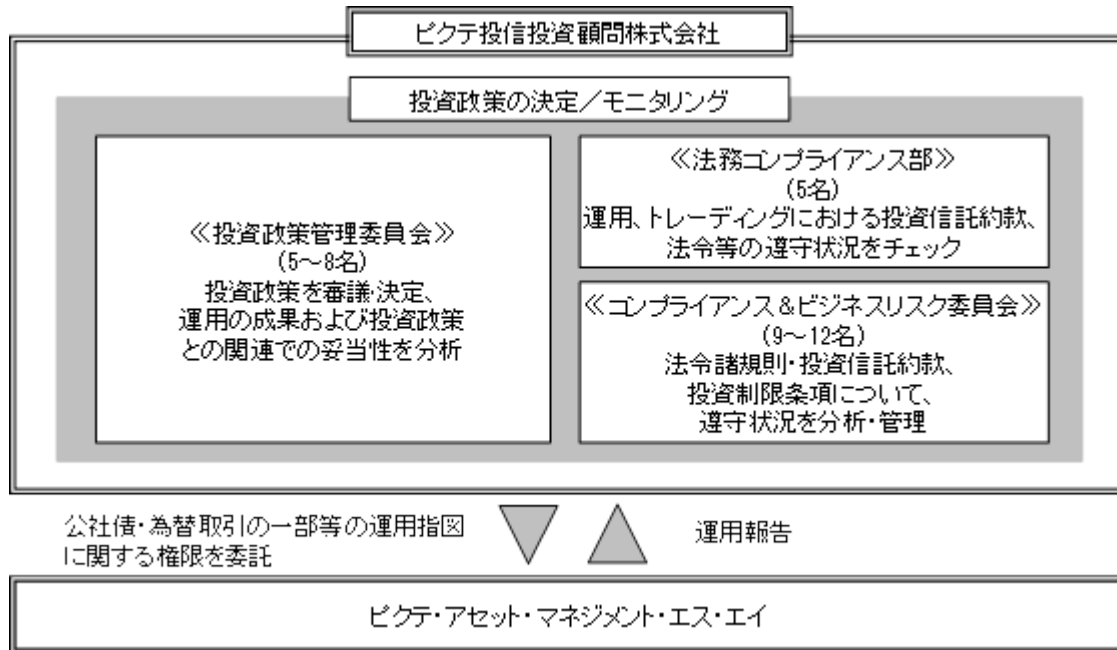 ピクテ投信投資顧問株式会社
投資政策の決定／モニタリング
≪投資政策管理委員会≫
(5～8名)
投資政策を審議・決定、
運用の成果および投資政策
との関連での妥当性を分析
≪法務コンプライアンス部≫
(5名)
運用、トレーディングにおける投資信託約款、
法令等の遵守状況をチェック
≪コンプライアンス＆ビジネスリスク委員会≫
(9～12名)
法令諸規則・投資信託約款、
投資制限条項について、
遵守状況を分析・管理
公社債・為替取引の一部等の運用指図
に関する権限を委託
運用報告
ピクテ・アセット・マネジメント・エス・エイ